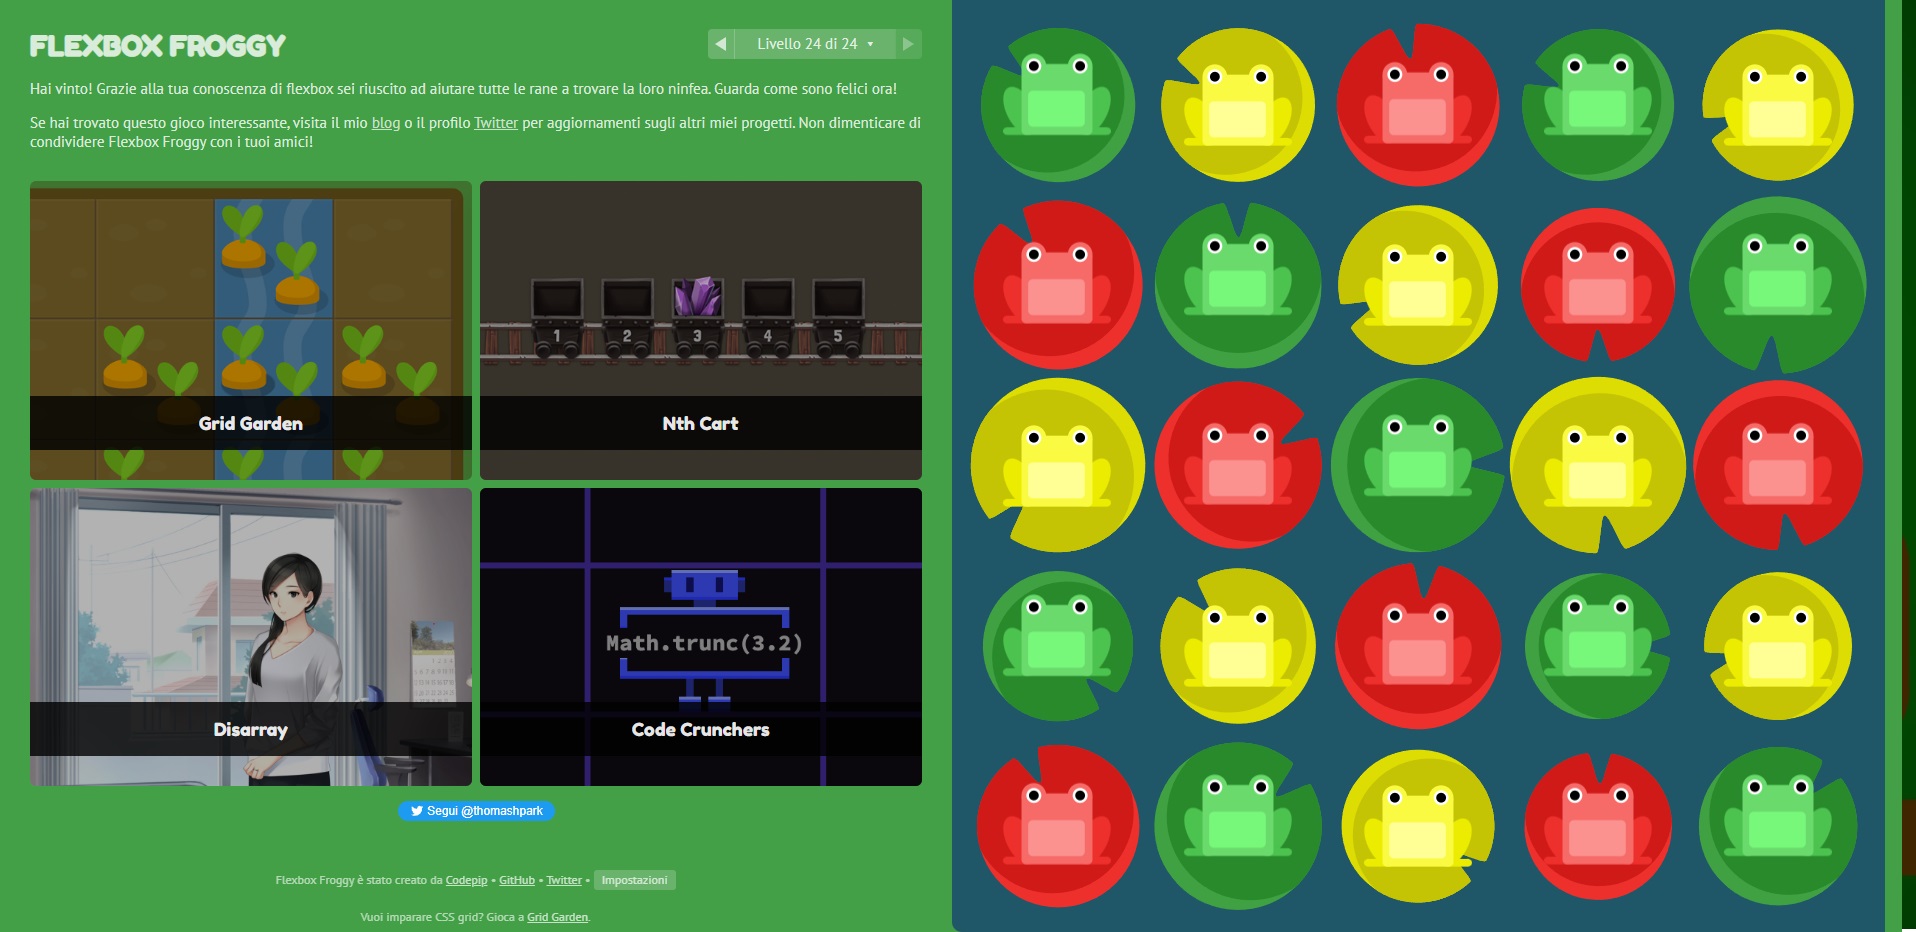 FLEXBOX FROGGY
Livello 24 di 24 ▼
Hai vinto! Grazie alla tua conoscenza di flexbox sei riuscito ad aiutare tutte le rane a trovare la loro ninfea. Guarda come sono felici ora!
Se hai trovato questo gioco interessante, visita il mio blog o il profilo Twitter per aggiornamenti sugli altri miei progetti. Non dimenticare di
condividere Flexbox Froggy con i tuoi amici!
1 2 3 4 5
Grid Garden
Nth Cart
Math.trunc(3.2)
Disarray
Code Crunchers
Segui @thomashpark
Flexbox Froggy è stato creato da Codepip • GitHub • Twitter • Impostazioni
Vuoi imparare CSS grid? Gioca a Grid Garden.